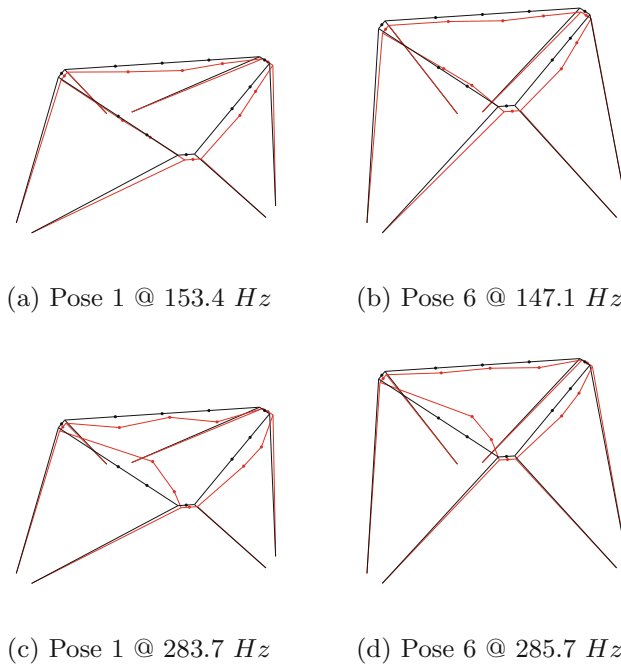 (a) Pose 1 @ 153.4 Hz
(b) Pose 6 @ 147.1 Hz
(c) Pose 1 @ 283.7 Hz
(d) Pose 6 @ 285.7 Hz